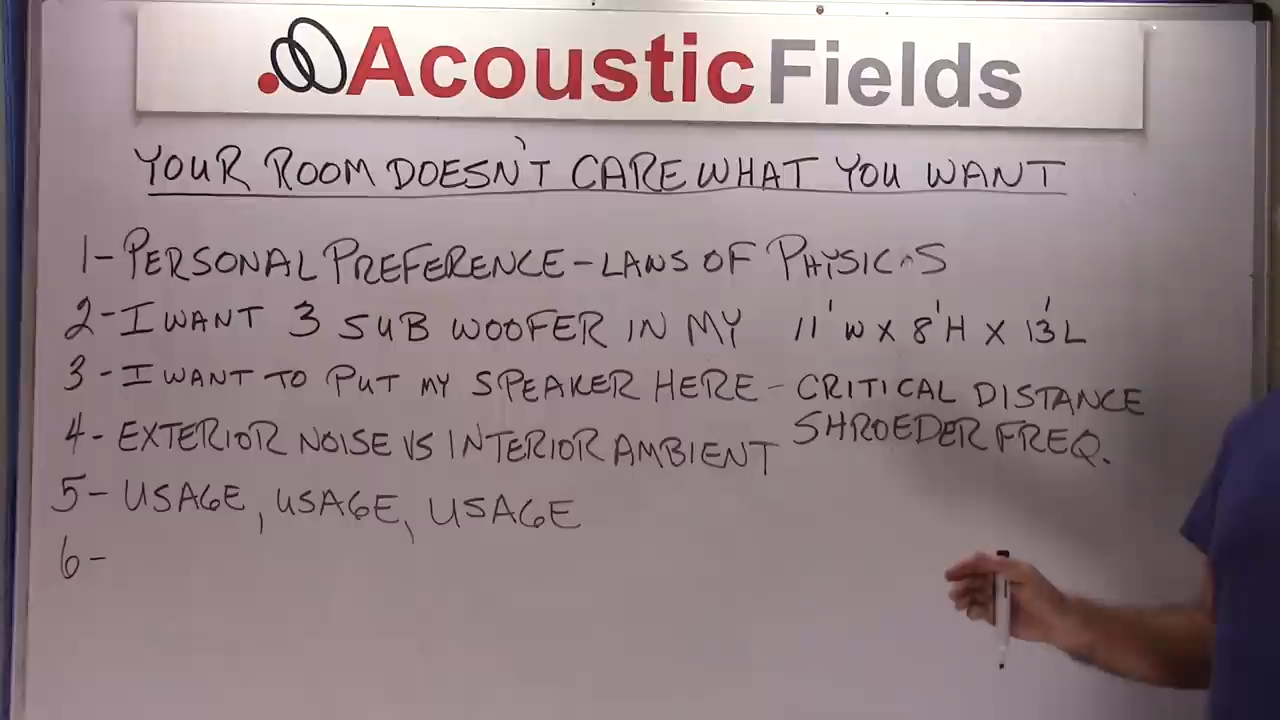 Acoustic Fields
YOUR ROOM DOESN'T CARE WHAT YOU WANT
1- PERSONAL PREFERENCE - LAWS OF PHYSICS
2- I WANT 3 SUB WOOFER IN MY 11' W X 8' H X 13' L
3 - I WANT TO PUT MY SPEAKER HERE - CRITICAL DISTANCE
SHROEDER FREQ.
4- EXTERIOR NOISE VS INTERIOR AMBIENT
5- USAGE, USAGE, USAGE
6-